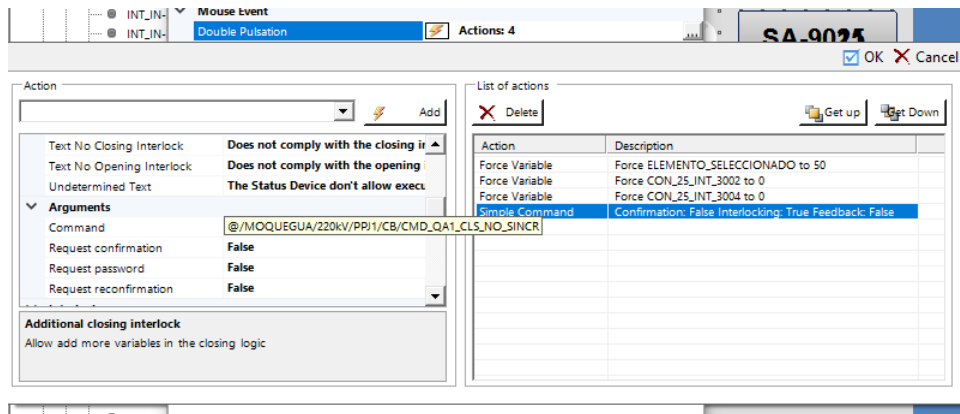 INT_IN-
Mouse Event
INT_IN-
Double Pulsation
Actions: 4
...
SA-9025
OK
Cancel
Action
Add
Text No Closing Interlock
Does not comply with the closing
Text No Opening Interlock
Does not comply with the opening
Undetermined Text
The Status Device don't allow execu
Arguments
Command
@/MOQUEGUA/220kV/PPJ1/CB/CMD_QA1_CLS_NO_SINCR
Request confirmation
False
Request password
False
Request reconfirmation
False
Additional closing interlock
Allow add more variables in the closing logic
List of actions
Delete
Get up
Get Down
Action
Description
Force Variable
Force ELEMENTO_SELECCIONADO to 50
Force Variable
Force CON_25_INT_3002 to 0
Force Variable
Force CON_25_INT_3004 to 0
Simple Command
Confirmation: False Interlocking: True Feedback: False